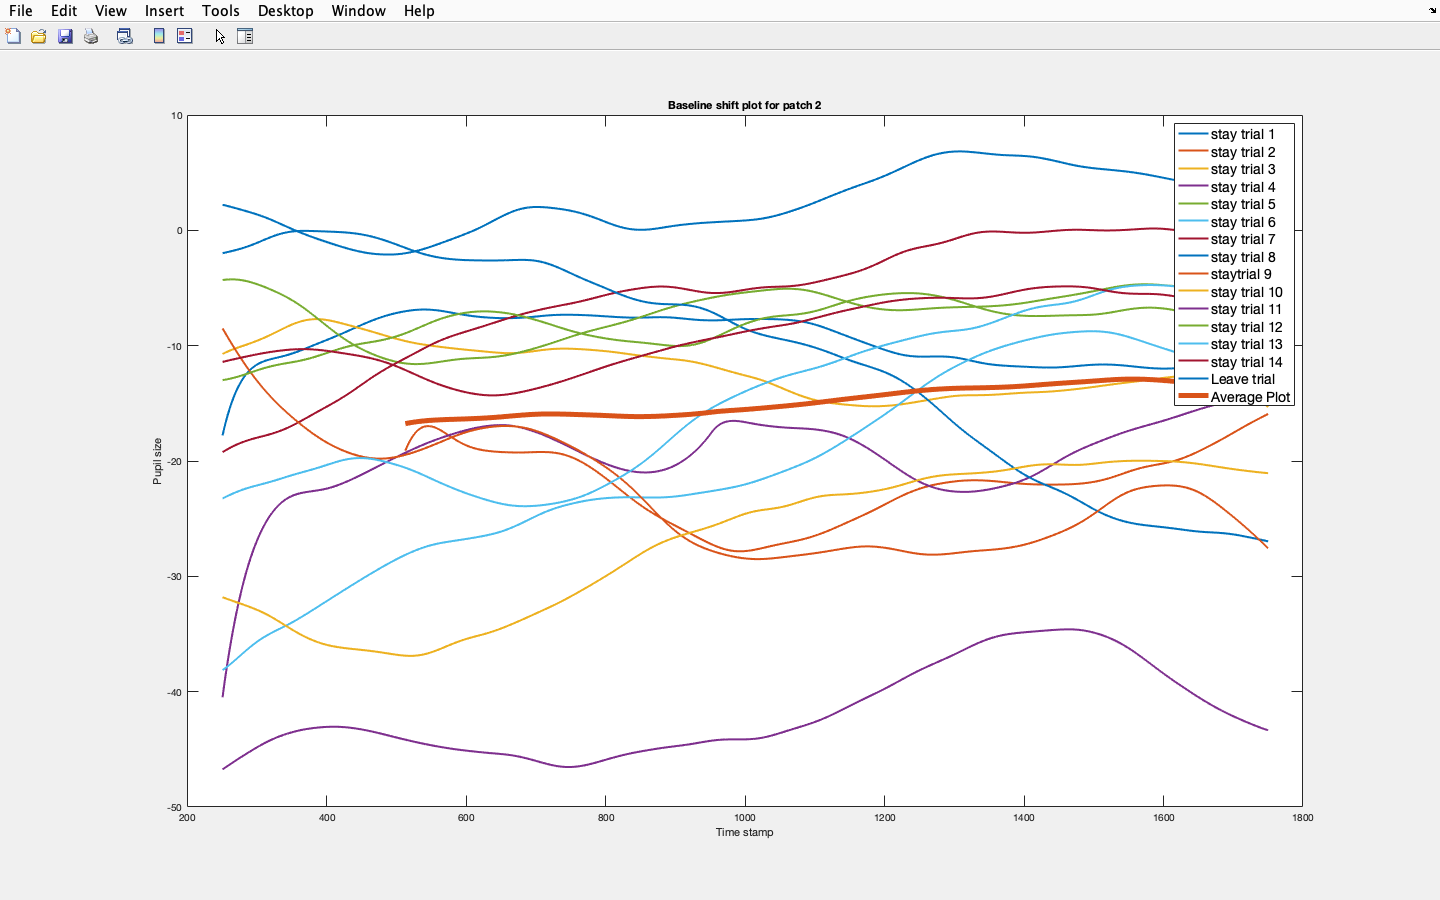 File Edit View Insert Tools Desktop Window Help
Baseline shift plot for patch 2
10
0
-10
-20
-30
-40
-50
Pupil size
200 400 600 800 1000 1200 1400 1600 1800
Time stamp
stay trial 1
stay trial 2
stay trial 3
stay trial 4
stay trial 5
stay trial 6
stay trial 7
stay trial 8
staytrial 9
stay trial 10
stay trial 11
stay trial 12
stay trial 13
stay trial 14
Leave trial
Average Plot